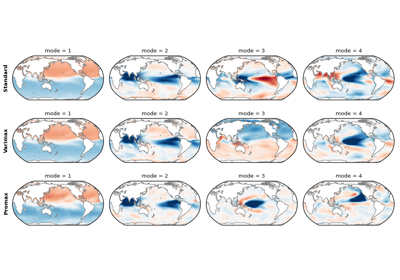 mode = 1 mode = 2 mode = 3 mode = 4
Standard
mode = 1 mode = 2 mode = 3 mode = 4
Varimax
mode = 1 mode = 2 mode = 3 mode = 4
Promax